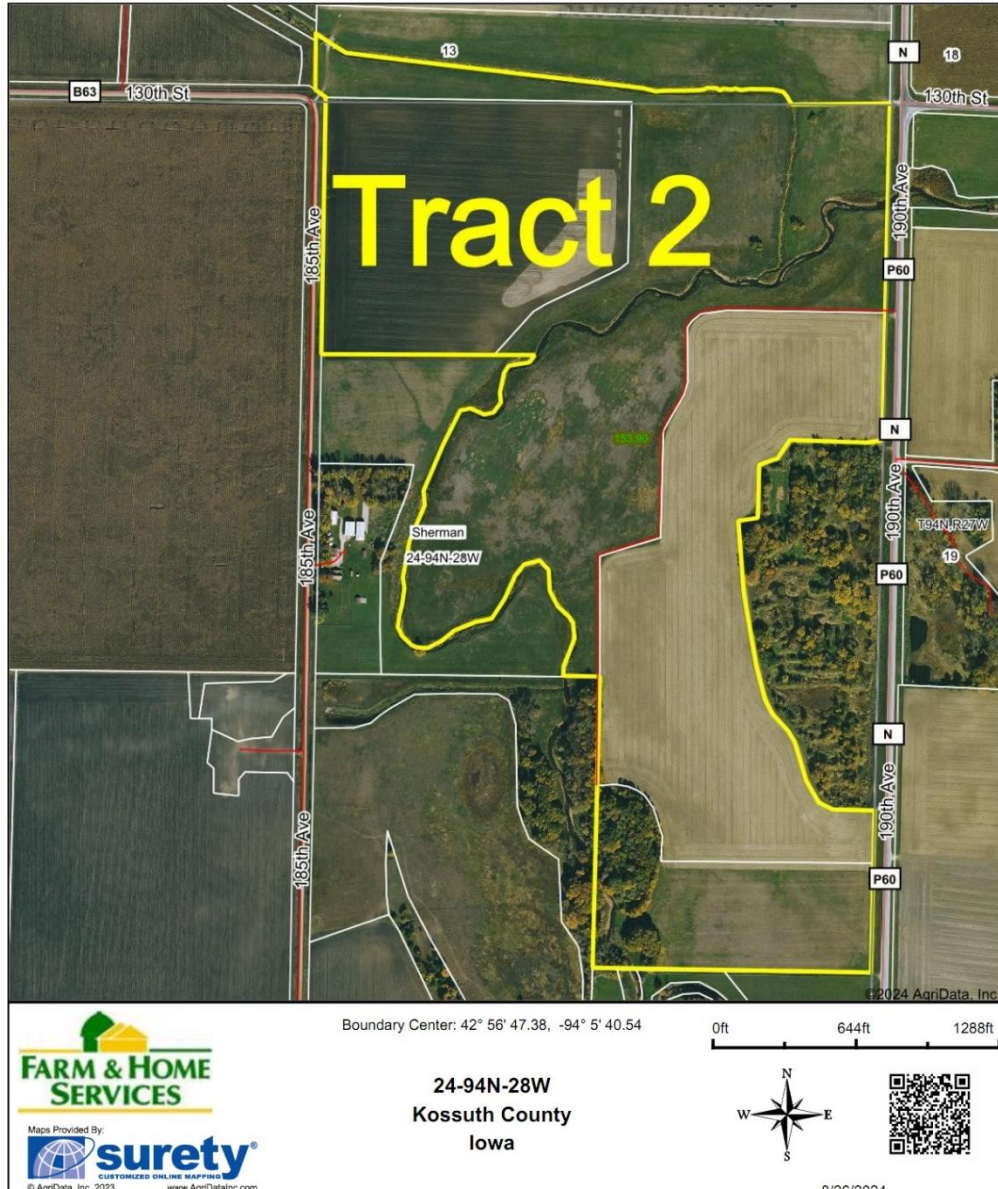 13
N
18
B63
130th St
130th St
Tract 2
185th Ave
190th Ave
P60
153.90
N
Sherman
24-94N-28W
185th Ave
190th Ave
T94N,R27W
19
P60
N
185th Ave
190th Ave
P60
©2024 AgriData, Inc
FARM & HOME
SERVICES
Boundary Center: 42° 56' 47.38, -94° 5' 40.54
0ft 644ft 1288ft
24-94N-28W
Kossuth County
Iowa
N
W E
S
Maps Provided By:
surety®
CUSTOMIZED ONLINE MAPPING
© AgriData, Inc. 2023 www.AgriDataInc.com